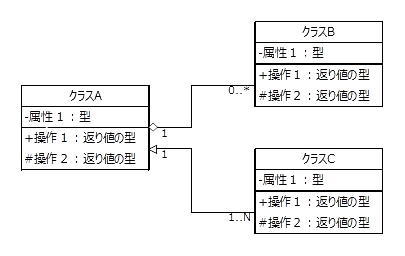 クラスA
-属性１：型
+操作１：返り値の型
#操作２：返り値の型
1
1
クラスB
-属性１：型
+操作１：返り値の型
#操作２：返り値の型
0..*
クラスC
-属性１：型
+操作１：返り値の型
#操作２：返り値の型
1..N